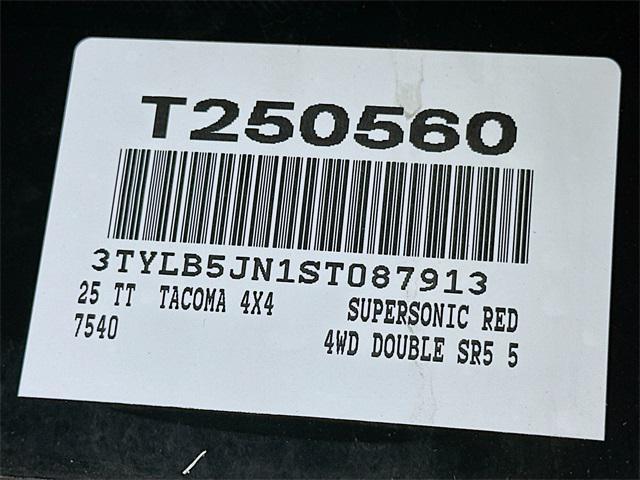 T250560
3TYLB5JN1ST087913
25 TT TACOMA 4X4 SUPERSONIC RED
7540 4WD DOUBLE SR5 5